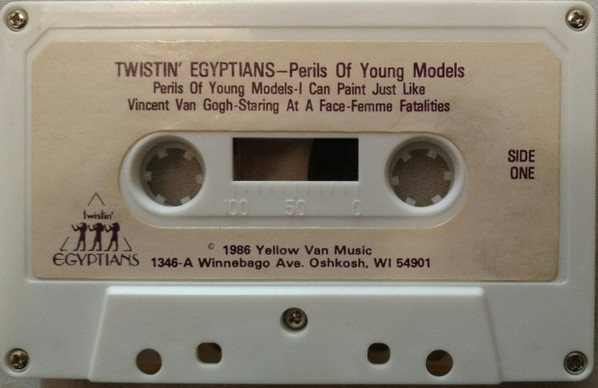 TWISTIN' EGYPTIANS—Perils Of Young Models
Perils Of Young Models-I Can Paint Just Like
Vincent Van Gogh-Staring At A Face-Femme Fatalities
SIDE
ONE
100 50 0
Twistin'
EGYPTIANS
© 1986 Yellow Van Music
1346-A Winnebago Ave. Oshkosh, WI 54901